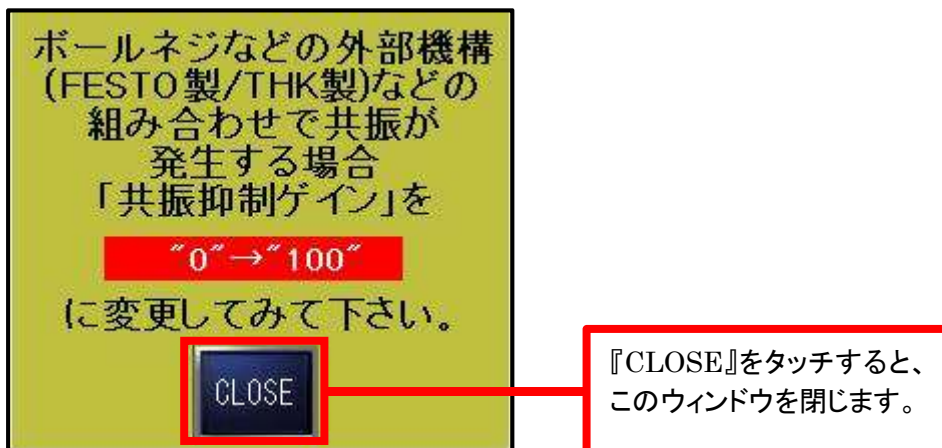 ボールネジなどの外部機構
(FESTO製/THK製)などの
組み合わせで共振が
発生する場合
「共振抑制ゲイン」を
"0"→"100"
に変更してみて下さい。
CLOSE
『CLOSE』をタッチすると、
このウィンドウを閉じます。